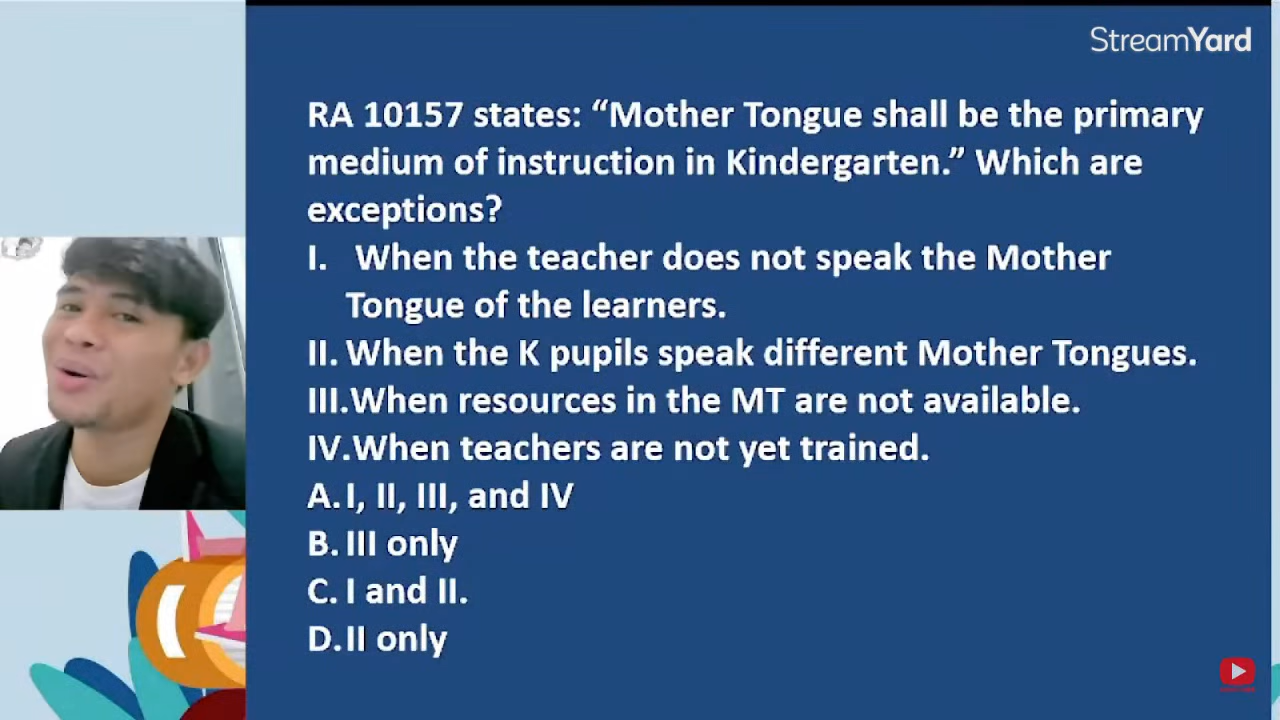 StreamYard
RA 10157 states: “Mother Tongue shall be the primary
medium of instruction in Kindergarten.” Which are
exceptions?
I. When the teacher does not speak the Mother
Tongue of the learners.
II. When the K pupils speak different Mother Tongues.
III.When resources in the MT are not available.
IV.When teachers are not yet trained.
A. I, II, III, and IV
B. III only
C. I and II.
D. II only